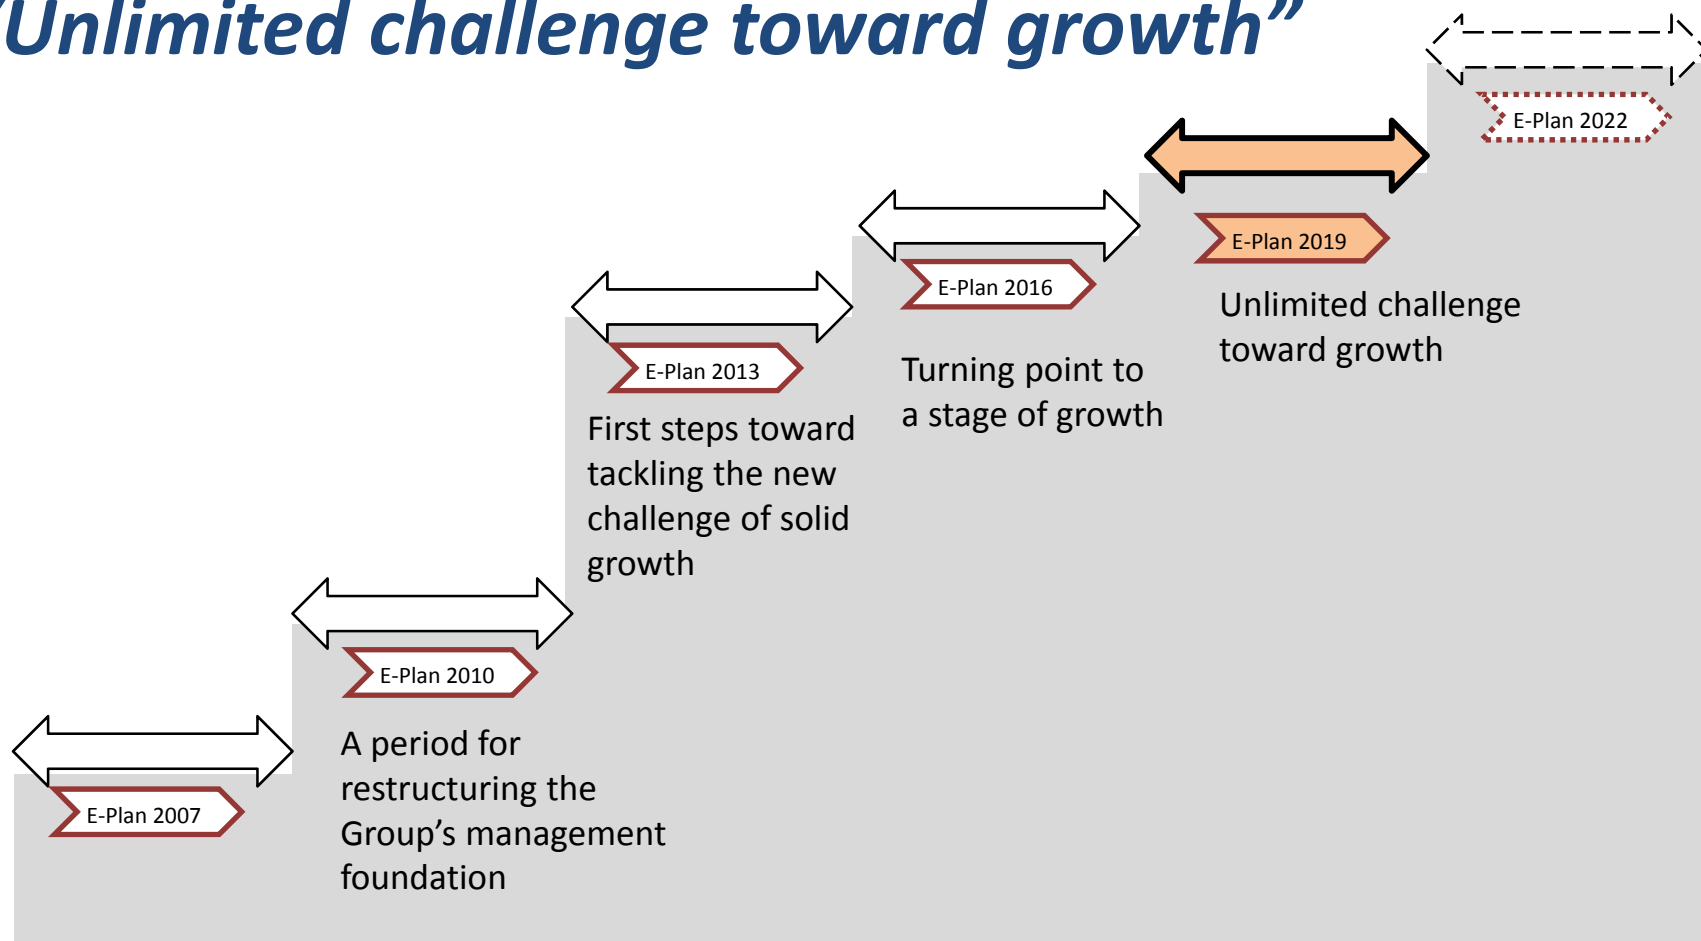 “Unlimited challenge toward growth”
E-Plan 2022
E-Plan 2019
Unlimited challenge
toward growth
E-Plan 2016
Turning point to
a stage of growth
E-Plan 2013
First steps toward
tackling the new
challenge of solid
growth
E-Plan 2010
A period for
restructuring the
Group’s management
foundation
E-Plan 2007